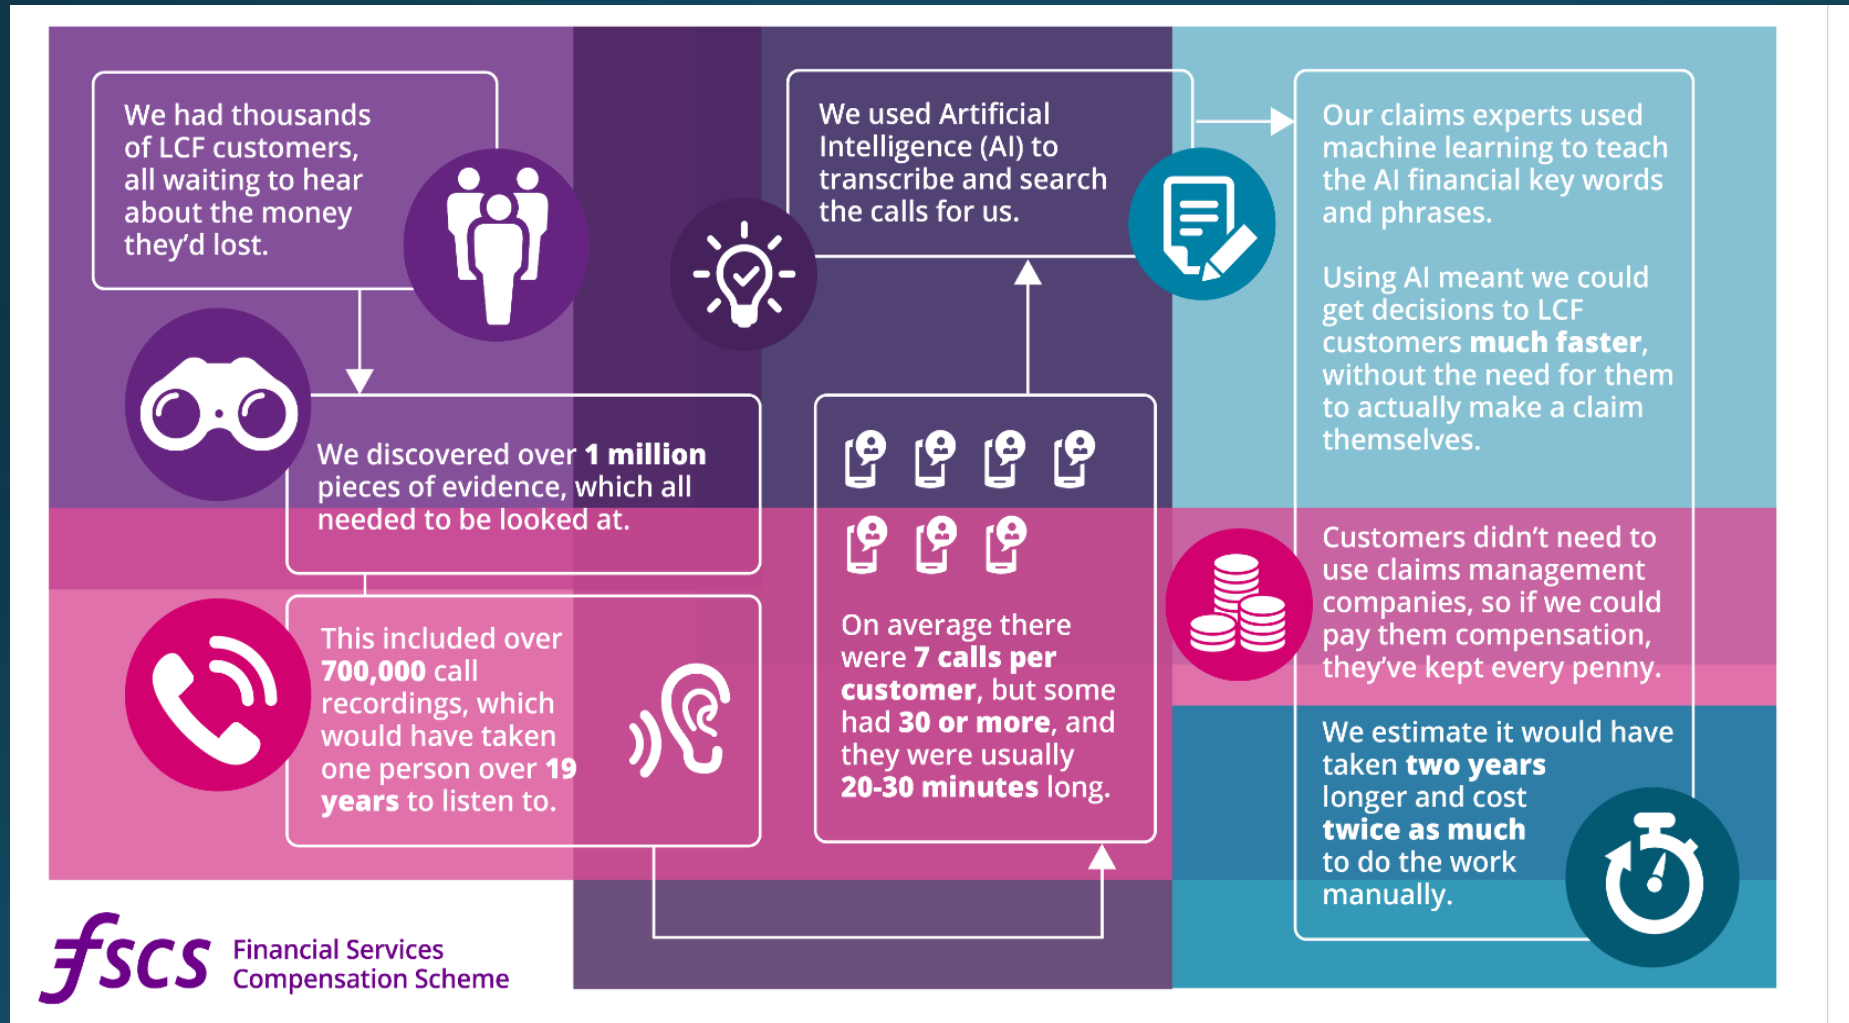 We had thousands
of LCF customers,
all waiting to hear
about the money
they’d lost.
We discovered over 1 million
pieces of evidence, which all
needed to be looked at.
This included over
700,000 call
recordings, which
would have taken
one person over 19
years to listen to.
On average there
were 7 calls per
customer, but some
had 30 or more, and
they were usually
20-30 minutes long.
We used Artificial
Intelligence (AI) to
transcribe and search
the calls for us.
Our claims experts used
machine learning to teach
the AI financial key words
and phrases.
Using AI meant we could
get decisions to LCF
customers much faster,
without the need for them
to actually make a claim
themselves.
Customers didn’t need to
use claims management
companies, so if we could
pay them compensation,
they’ve kept every penny.
We estimate it would have
taken two years
longer and cost
twice as much
to do the work
manually.
fscs
Financial Services
Compensation Scheme